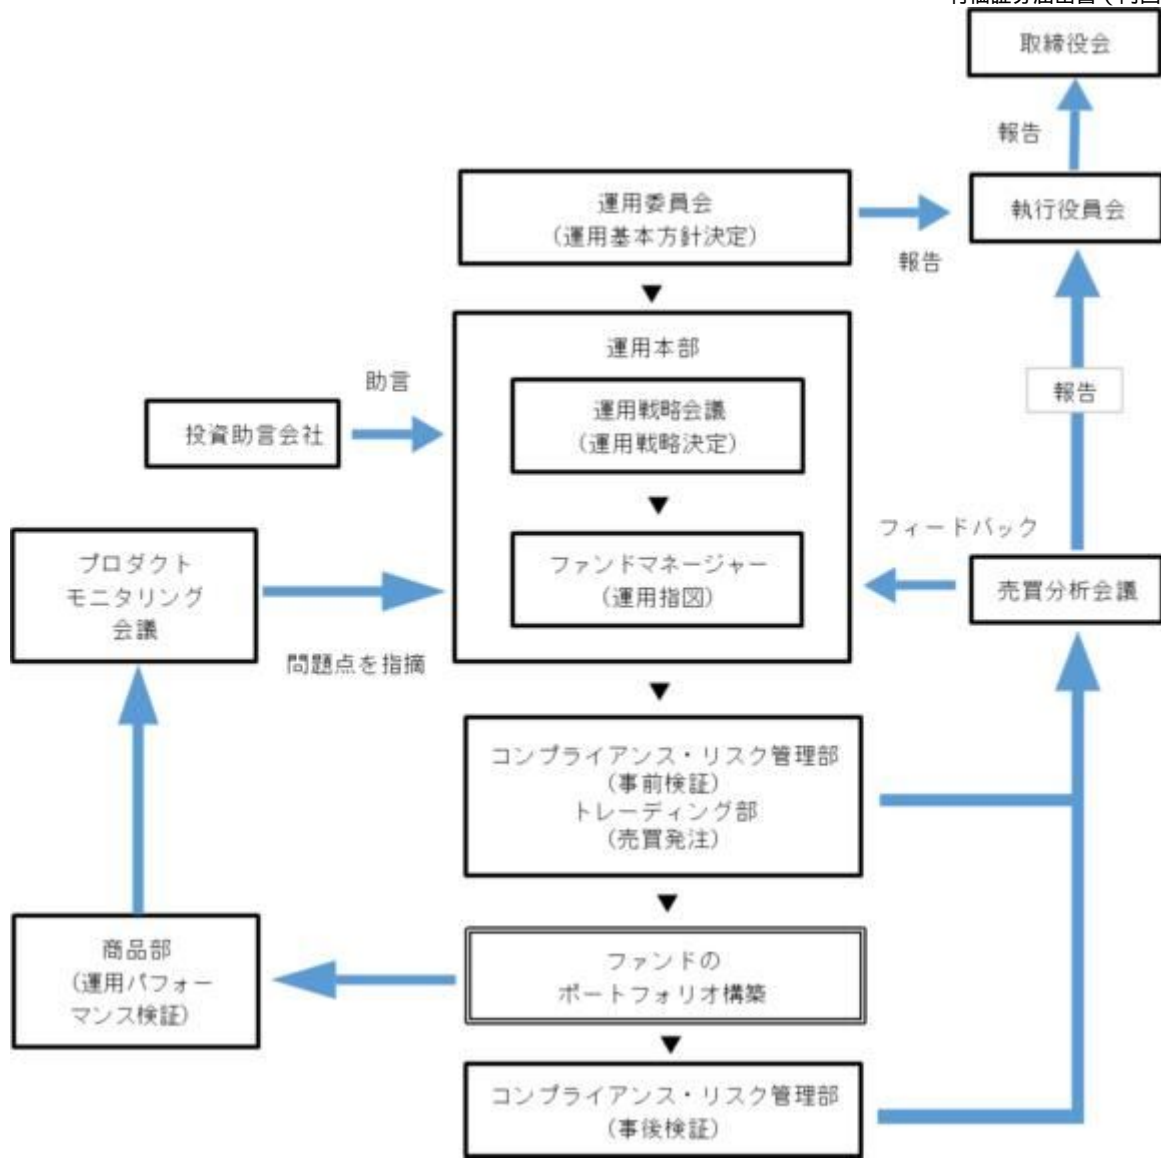 取締役会
報告
運用委員会
(運用基本方針決定)
執行役員会
報告
運用本部
助言
運用戦略会議
(運用戦略決定)
報告
投資助言会社
フィードバック
プロダクト
モニタリング
会議
ファンドマネージャー
(運用指図)
売買分析会議
問題点を指摘
コンプライアンス・リスク管理部
(事前検証)
トレーディング部
(売買発注)
商品部
(運用パフォー
マンス検証)
ファンドの
ポートフォリオ構築
コンプライアンス・リスク管理部
(事後検証)